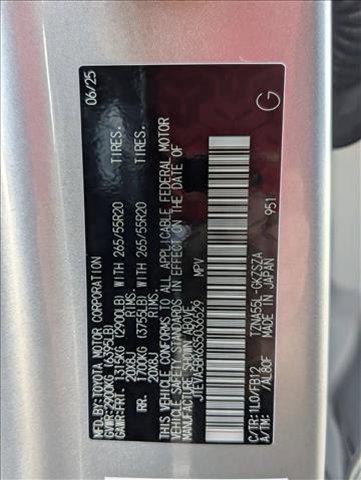 MFD. BY: TOYOTA MOTOR CORPORATION 06/25
GVWR: 2900KG (6395LB)
GAWR: FRT. 1315KG (2900LB) WITH 265/55R20 TIRES.
20X8J RIMS
RR. 1700KG (3755LB) WITH 265/55R20 TIRES.
20X8J RIMS
THIS VEHICLE CONFORMS TO ALL APPLICABLE FEDERAL MOTOR
VEHICLE SAFETY STANDARDS IN EFFECT ON THE DATE OF
MANUFACTURE SHOWN ABOVE.
MPV
C/TR: 1L0/FB12 TZNA55L-GKZSZA
A/TM: /AL80F MADE IN JAPAN 951
G